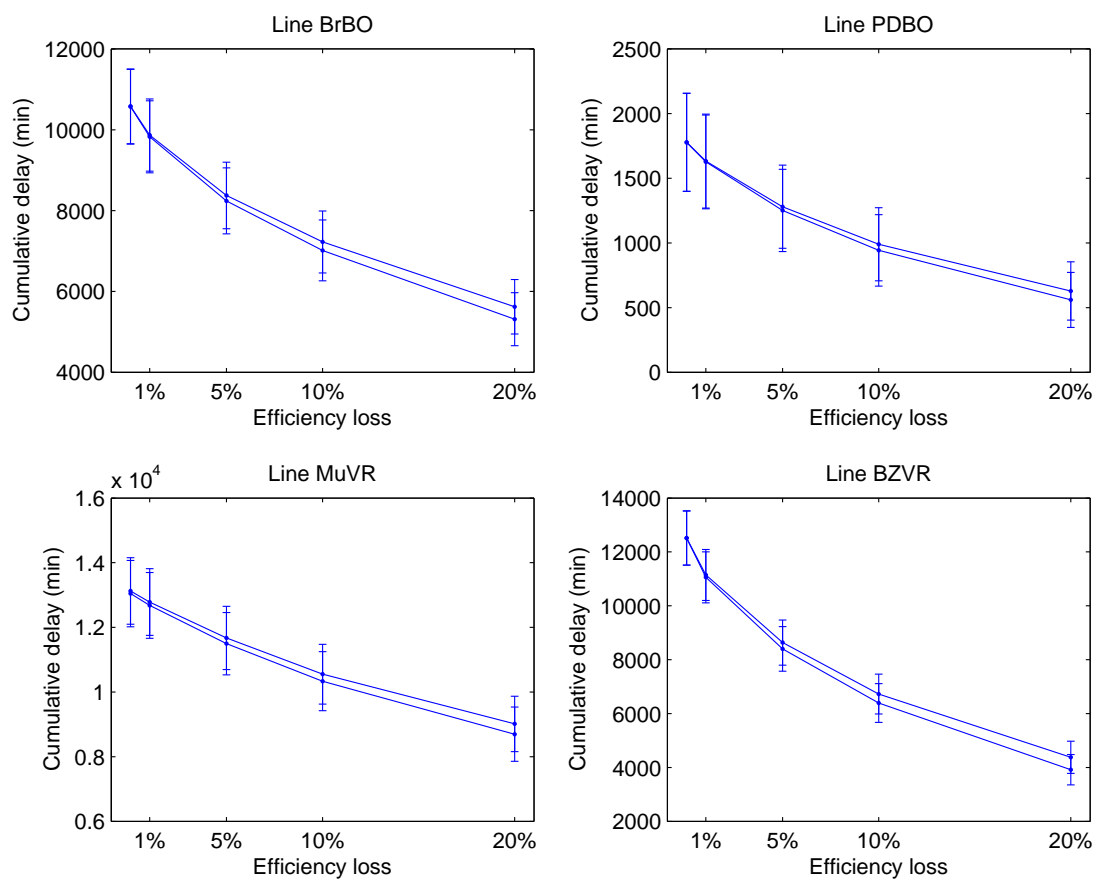 Line BrBO
12000
10000
8000
6000
4000
Cumulative delay (min)
1% 5% 10% 20%
Efficiency loss
Line PDBO
2500
2000
1500
1000
500
0
Cumulative delay (min)
1% 5% 10% 20%
Efficiency loss
Line MuVR
x 10^4
1.6
1.4
1.2
1
0.8
0.6
Cumulative delay (min)
1% 5% 10% 20%
Efficiency loss
Line BZVR
14000
12000
10000
8000
6000
4000
2000
Cumulative delay (min)
1% 5% 10% 20%
Efficiency loss